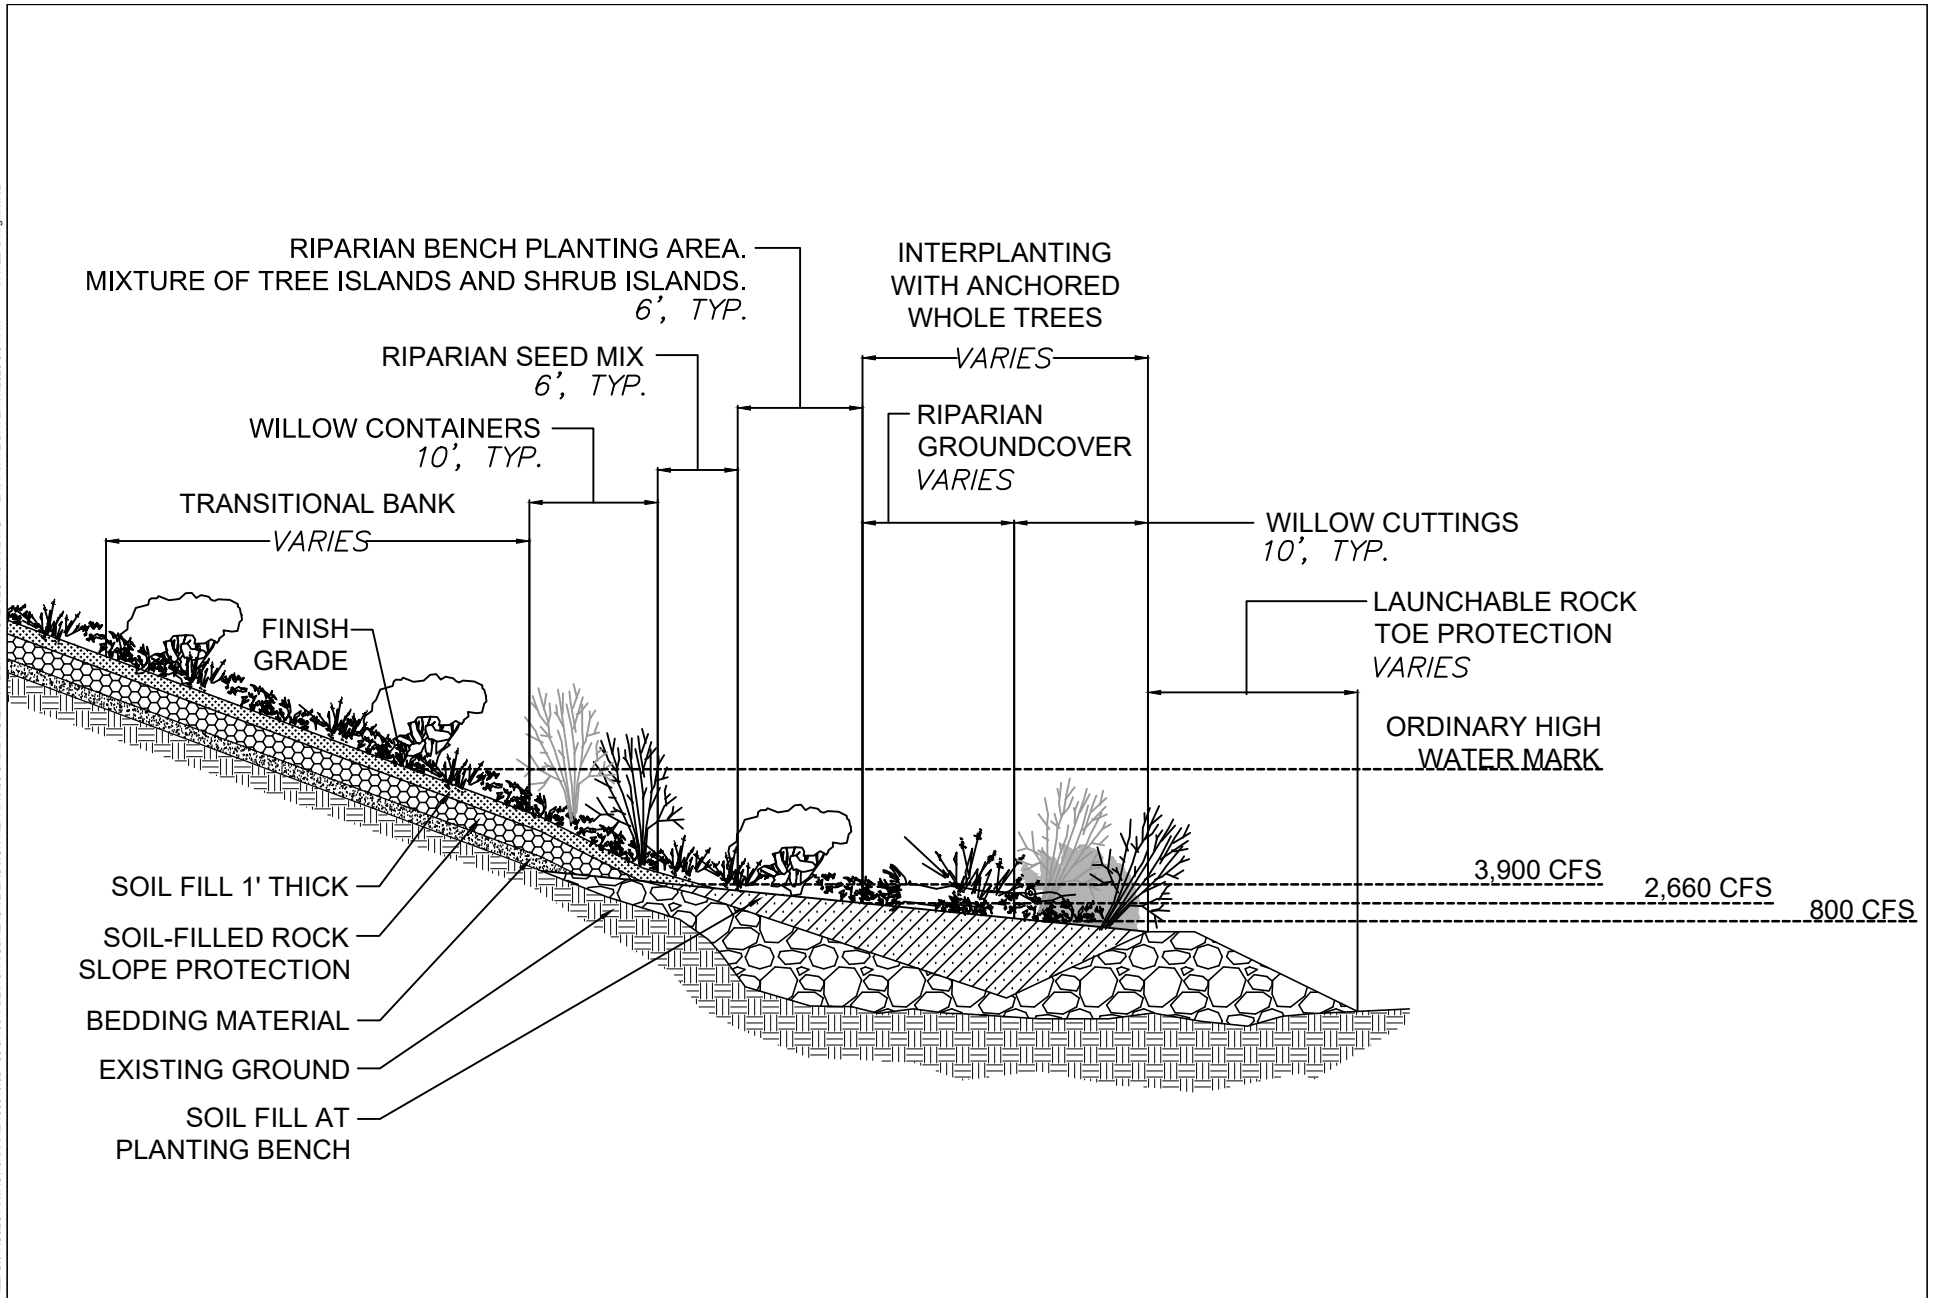 RIPARIAN BENCH PLANTING AREA.
MIXTURE OF TREE ISLANDS AND SHRUB ISLANDS.
6', TYP.
INTERPLANTING
WITH ANCHORED
WHOLE TREES
VARIES
RIPARIAN SEED MIX
6', TYP.
WILLOW CONTAINERS
10', TYP.
RIPARIAN
GROUNDCOVER
VARIES
TRANSITIONAL BANK
VARIES
WILLOW CUTTINGS
10', TYP.
LAUNCHABLE ROCK
TOE PROTECTION
VARIES
FINISH
GRADE
ORDINARY HIGH
WATER MARK
3,900 CFS
2,660 CFS
800 CFS
SOIL FILL 1' THICK
SOIL-FILLED ROCK
SLOPE PROTECTION
BEDDING MATERIAL
EXISTING GROUND
SOIL FILL AT
PLANTING BENCH